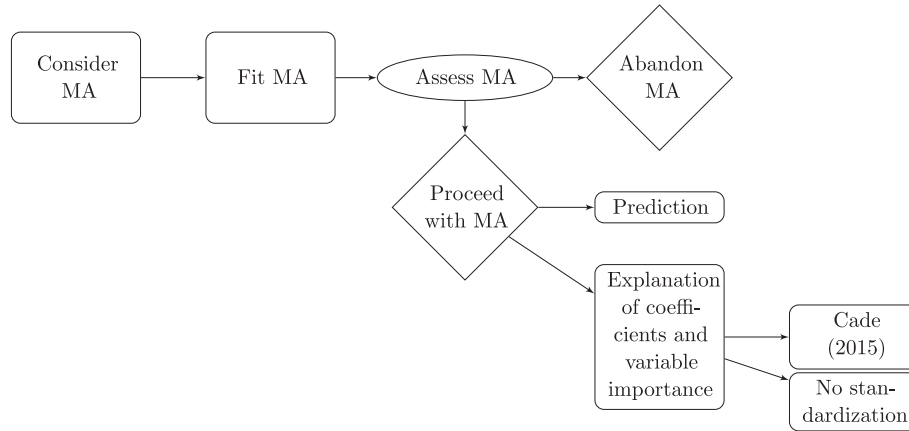 Consider
MA
Fit MA
Assess MA
Abandon
MA
Proceed
with MA
Prediction
Explanation
of coeffi-
cients and
variable
importance
Cade
(2015)
No stan-
dardization